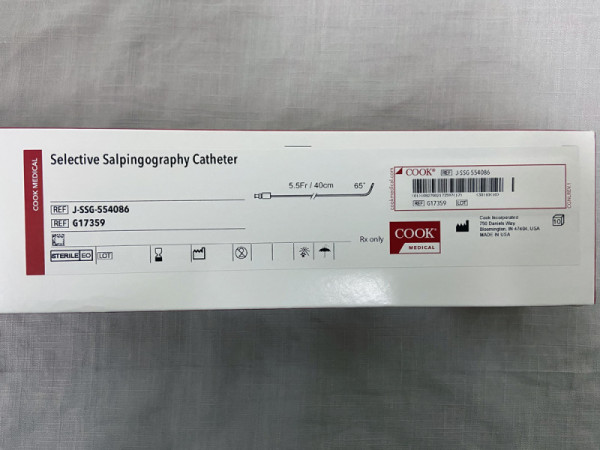 COOK MEDICAL
Selective Salpingography Catheter
5.5Fr / 40cm 65°
REF J-SSG-554086
REF G17359
STERILE EO LOT
Rx only
COOK® REF J-SSG-554086
REF G17359 LOT
COOK®
MEDICAL
Cook Incorporated
750 Daniels Way
Bloomington, IN 47404, USA
MADE IN USA
10